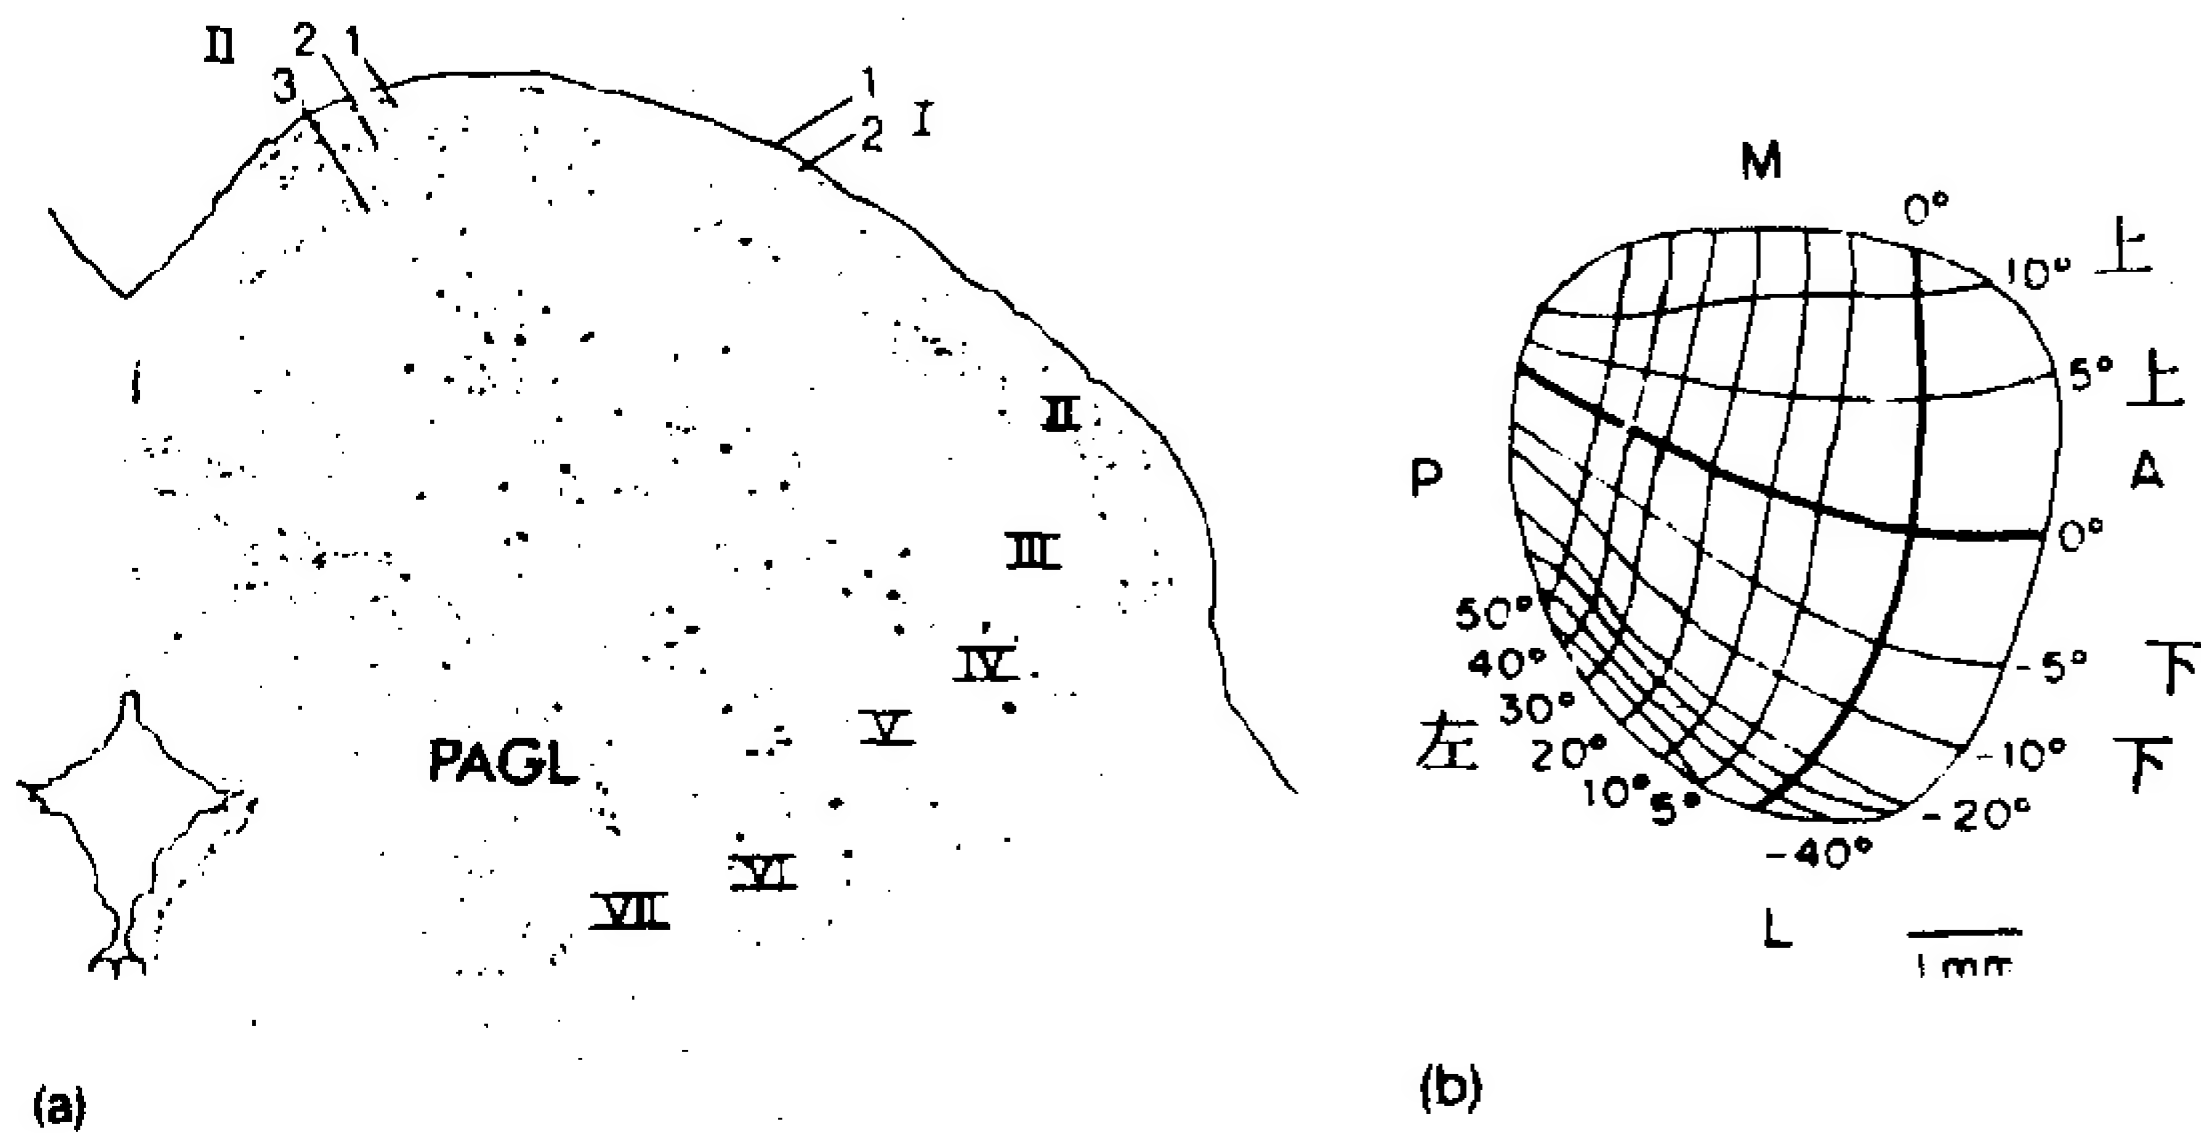 II 2 1
3
1
2 I
II
III
IV
V
VI
VII
PAGL
(a)
M
0°
10° 上
5° 上
P
A
0°
-5° 下
-10° 下
-20°
-40°
50°
40°
30°
左 20°
10°
5°
L
1 mm
(b)